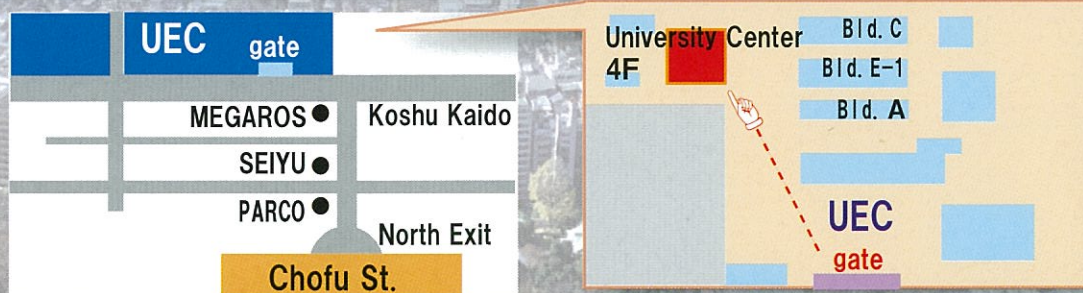 UEC
gate
MEGAROS
Koshu Kaido
SEIYU
PARCO
North Exit
Chofu St.
University Center
4F
Bld. C
Bld. E-1
Bld. A
UEC
gate